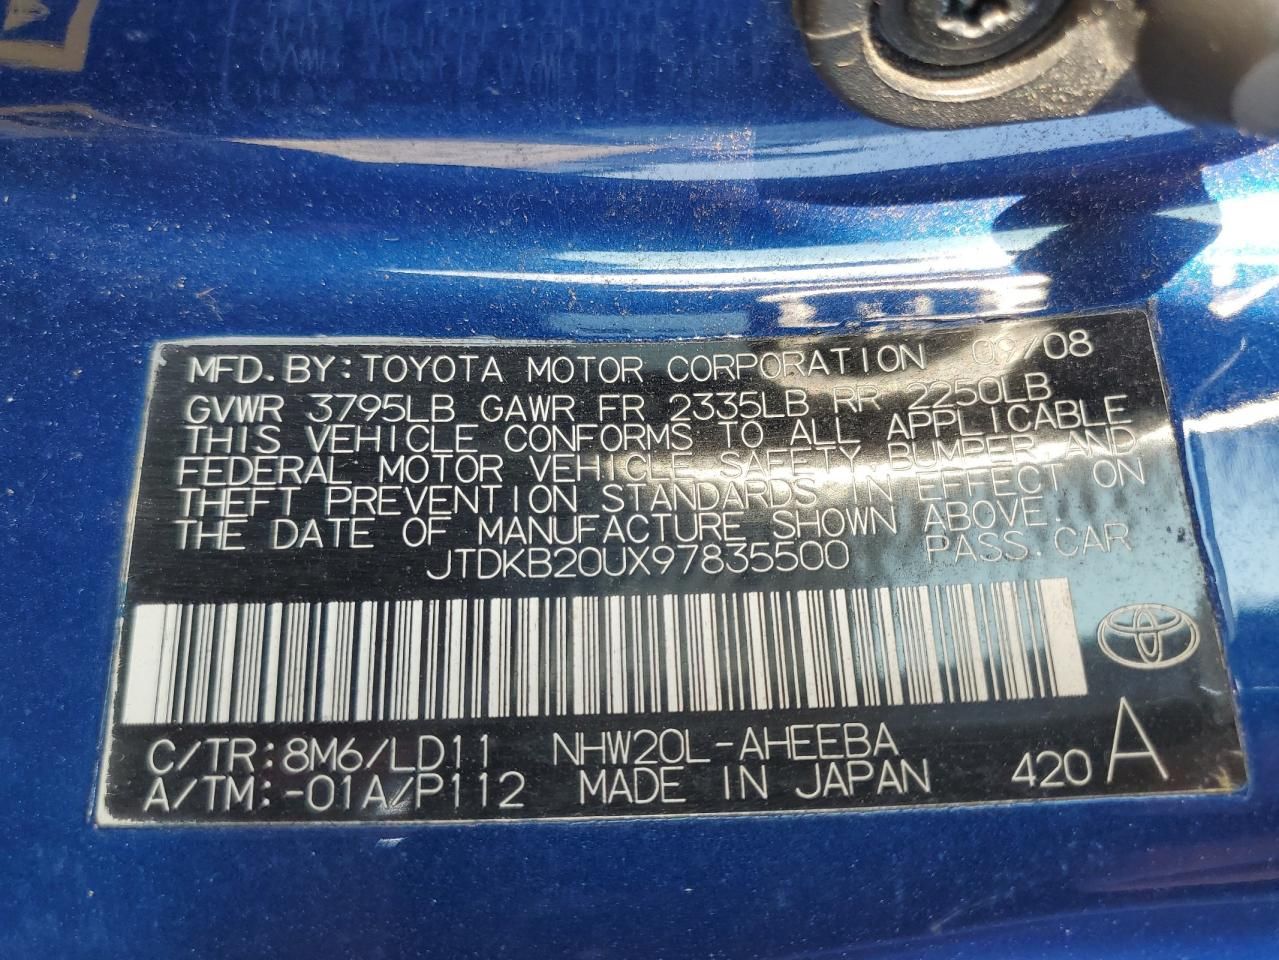 MFD. BY: TOYOTA MOTOR CORPORATION 09/08
GVWR 3795LB GAWR FR 2335LB RR 2250LB
THIS VEHICLE CONFORMS TO ALL APPLICABLE
FEDERAL MOTOR VEHICLE SAFETY, BUMPER AND
THEFT PREVENTION STANDARDS IN EFFECT ON
THE DATE OF MANUFACTURE SHOWN ABOVE.
JTDKB20UX97835500 PASS.CAR
C/TR: 8M6/LD11 NHW20L-AHEEBA
A/TM: -01A/P112 MADE IN JAPAN 420 A